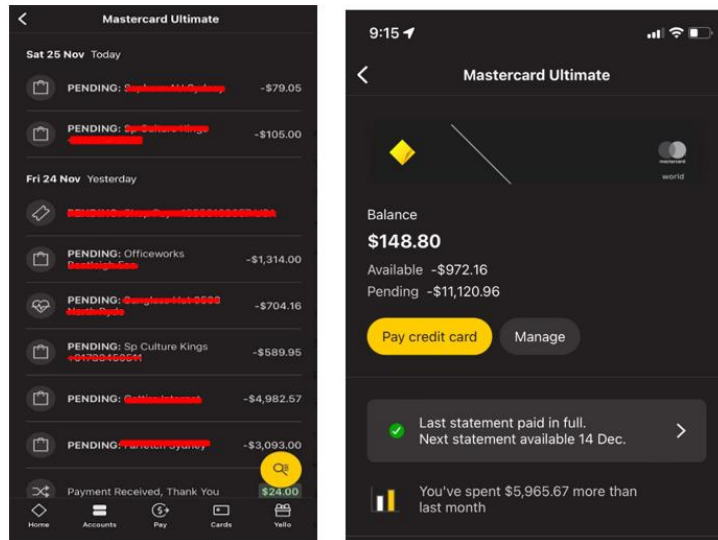 Mastercard Ultimate
Sat 25 Nov Today
PENDING:
-$79.05
PENDING:
-$105.00
Fri 24 Nov Yesterday
PENDING: Officeworks
-$1,314.00
PENDING:
-$704.16
PENDING: Sp Culture Kings
-$589.95
PENDING:
-$4,982.57
PENDING:
-$3,093.00
Payment Received, Thank You
$24.00
Home Accounts Pay Cards Yello
9:15
Mastercard Ultimate
mastercard
world
Balance
$148.80
Available -$972.16
Pending -$11,120.96
Pay credit card Manage
Last statement paid in full.
Next statement available 14 Dec.
You've spent $5,965.67 more than
last month